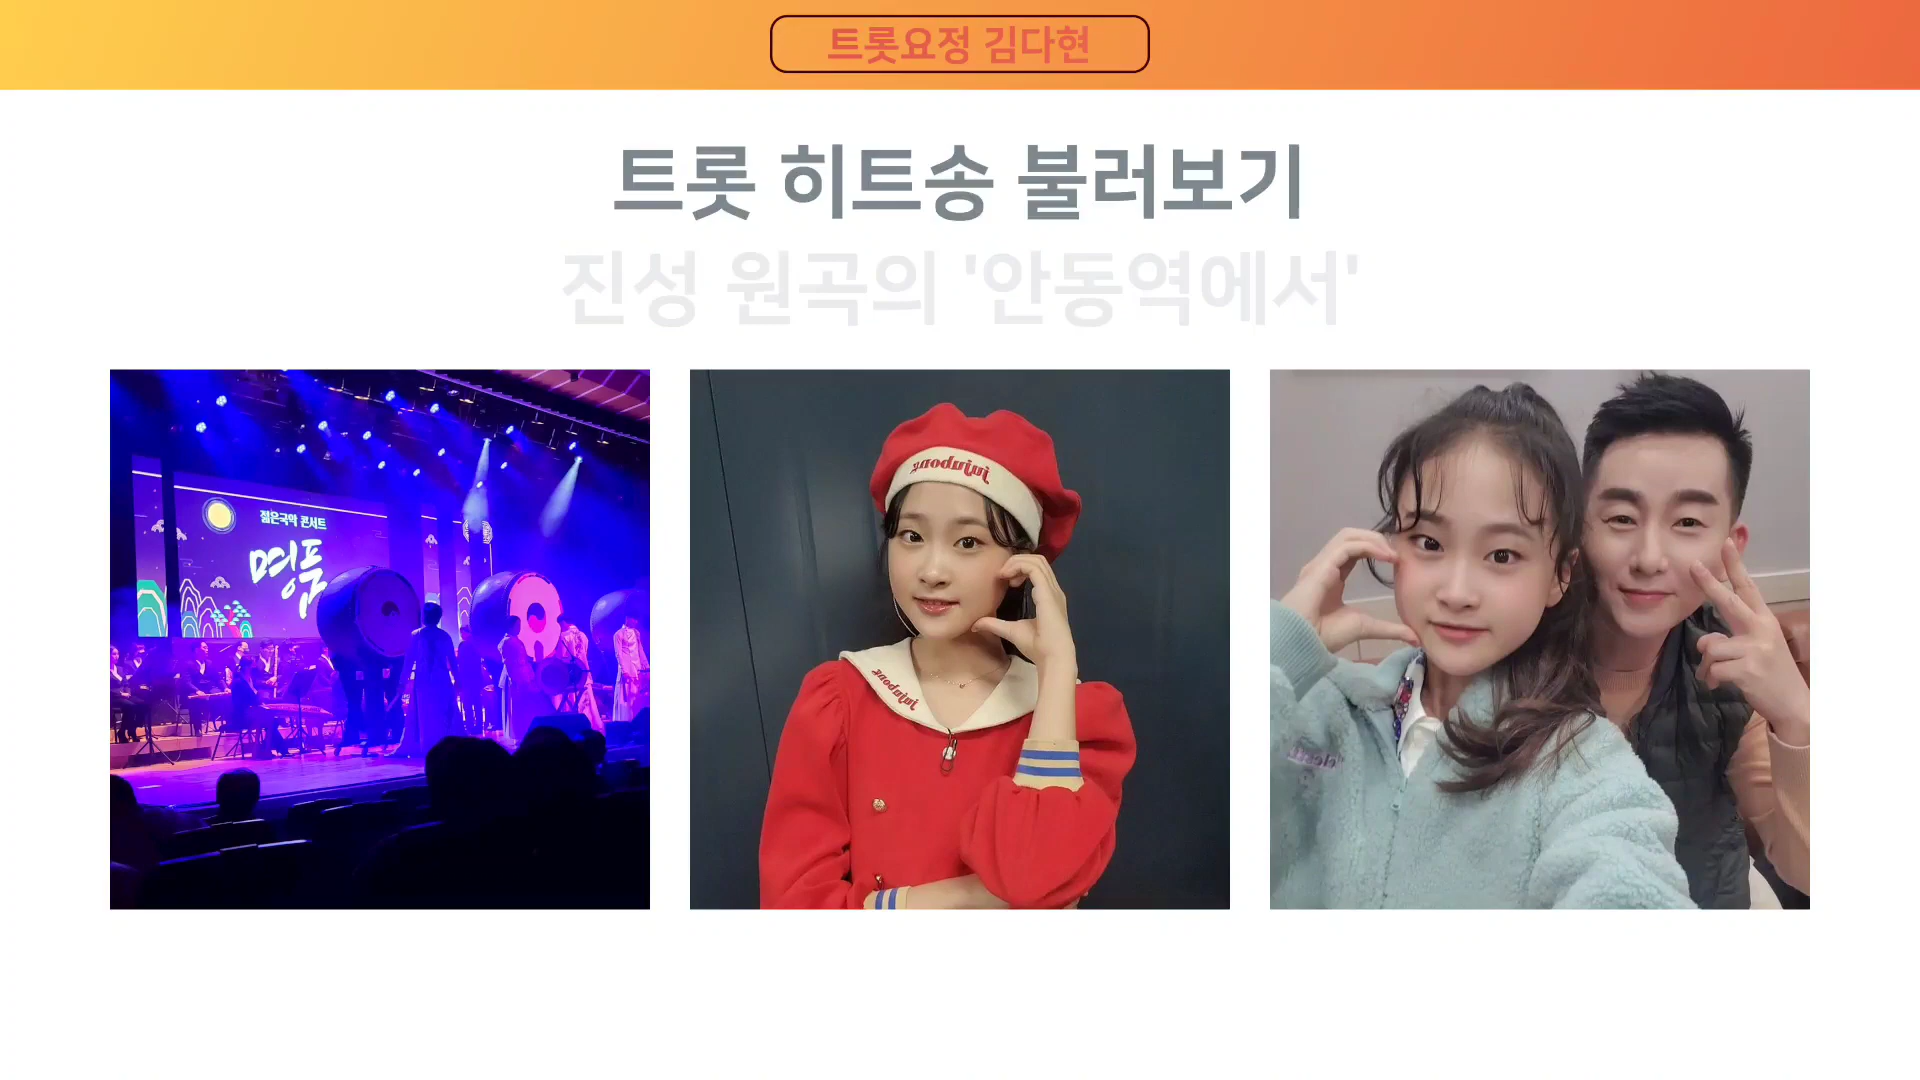 트롯요정 김다현
트롯 히트송 불러보기
진성 원곡의 '안동역에서'
젊은국악 콘서트
명품